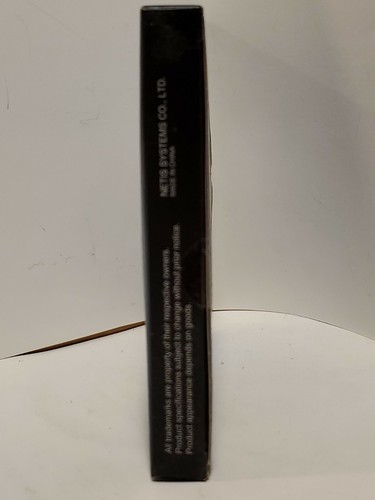 NETIS SYSTEMS CO., LTD.
MADE IN CHINA
All trademarks are property of their respective owners.
Product specifications subject to change without prior notice.
Product appearance depends on goods.